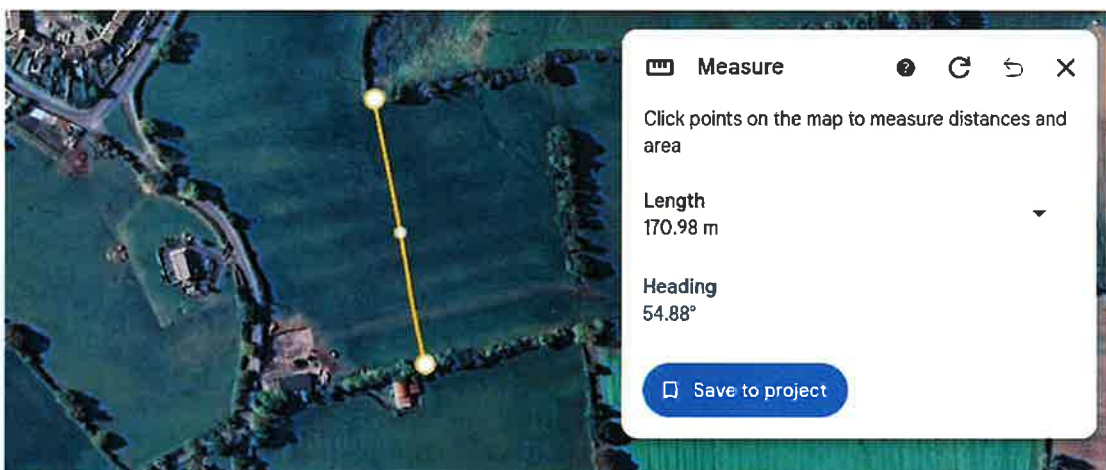 Measure
Click points on the map to measure distances and
area
Length
170.98 m
Heading
54.88°
Save to project